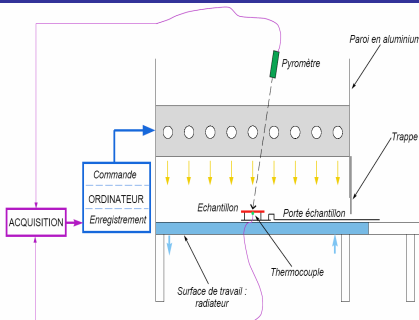 Paroi en aluminium
Pyromètre
Trappe
Commande
ORDINATEUR
Enregistrement
ACQUISITION
Echantillon
Porte échantillon
Thermocouple
Surface de travail :
radiateur